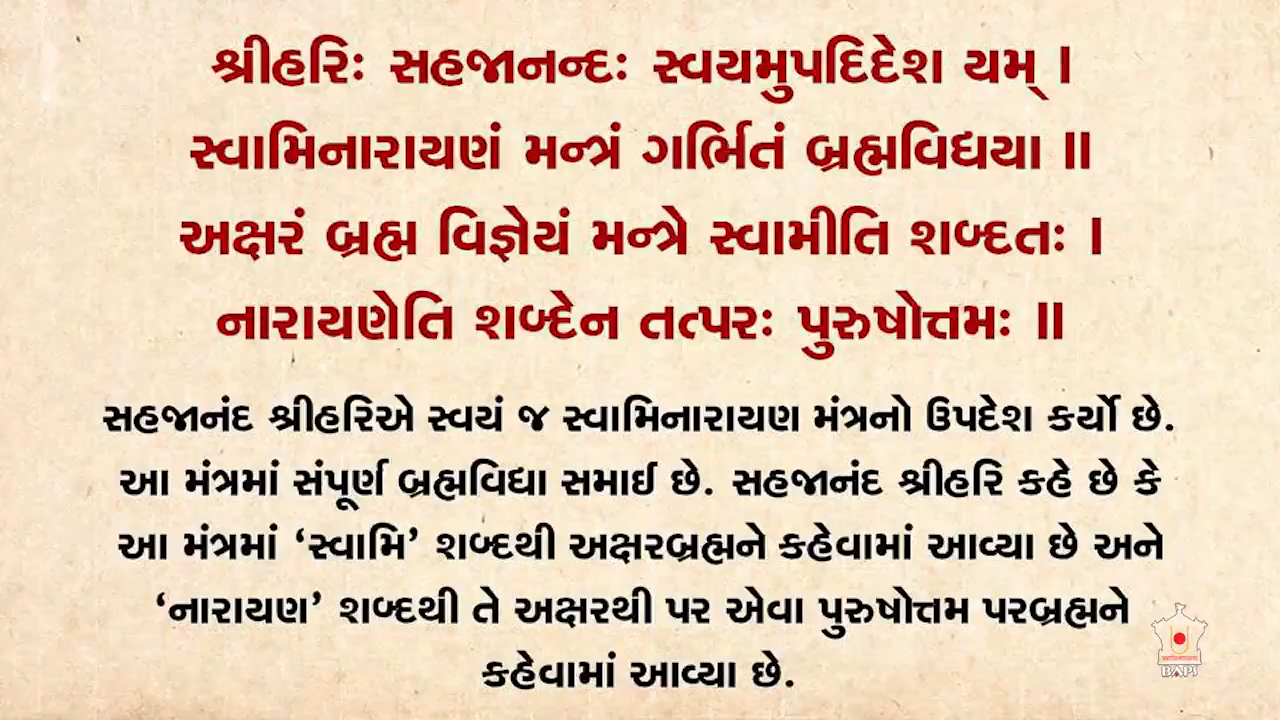 શ્રીહરિઃ સહજાનન્દઃ સ્વયમુપદિદેશ યમ્ ।
સ્વામિનારાયણં મન્ત્રં ગર્ભિતં બ્રહ્મવિદ્યયા ॥
અક્ષરં બ્રહ્મ વિજ્ઞેયં મન્ત્રે સ્વામીતિ શબ્દતઃ ।
નારાયણેતિ શબ્દેન તત્પરઃ પુરુષોત્તમઃ ॥
સહજાનંદ શ્રીહરિએ સ્વયં જ સ્વામિનારાયણ મંત્રનો ઉપદેશ કર્યો છે.
આ મંત્રમાં સંપૂર્ણ બ્રહ્મવિદ્યા સમાઈ છે. સહજાનંદ શ્રીહરિ કહે છે કે
આ મંત્રમાં ‘સ્વામિ’ શબ્દથી અક્ષરબ્રહ્મને કહેવામાં આવ્યા છે અને
‘નારાયણ’ શબ્દથી તે અક્ષરથી પર એવા પુરુષોત્તમ પરબ્રહ્મને
કહેવામાં આવ્યા છે.
BAPS